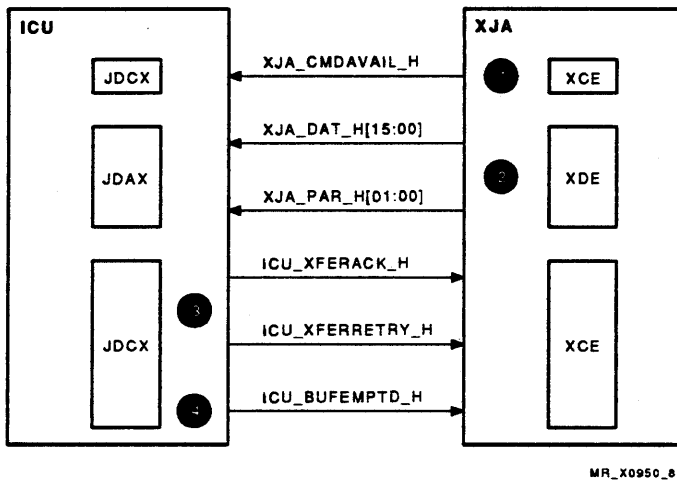 ICU
XJA
XJA_CMDAVAIL_H
JDCX
1
XCE
XJA_DAT_H[15:00]
JDAX
2
XDE
XJA_PAR_H[01:00]
ICU_XFERACK_H
3
JDCX
ICU_XFERRETRY_H
XCE
4
ICU_BUFEMPTD_H
MR_X0950_8